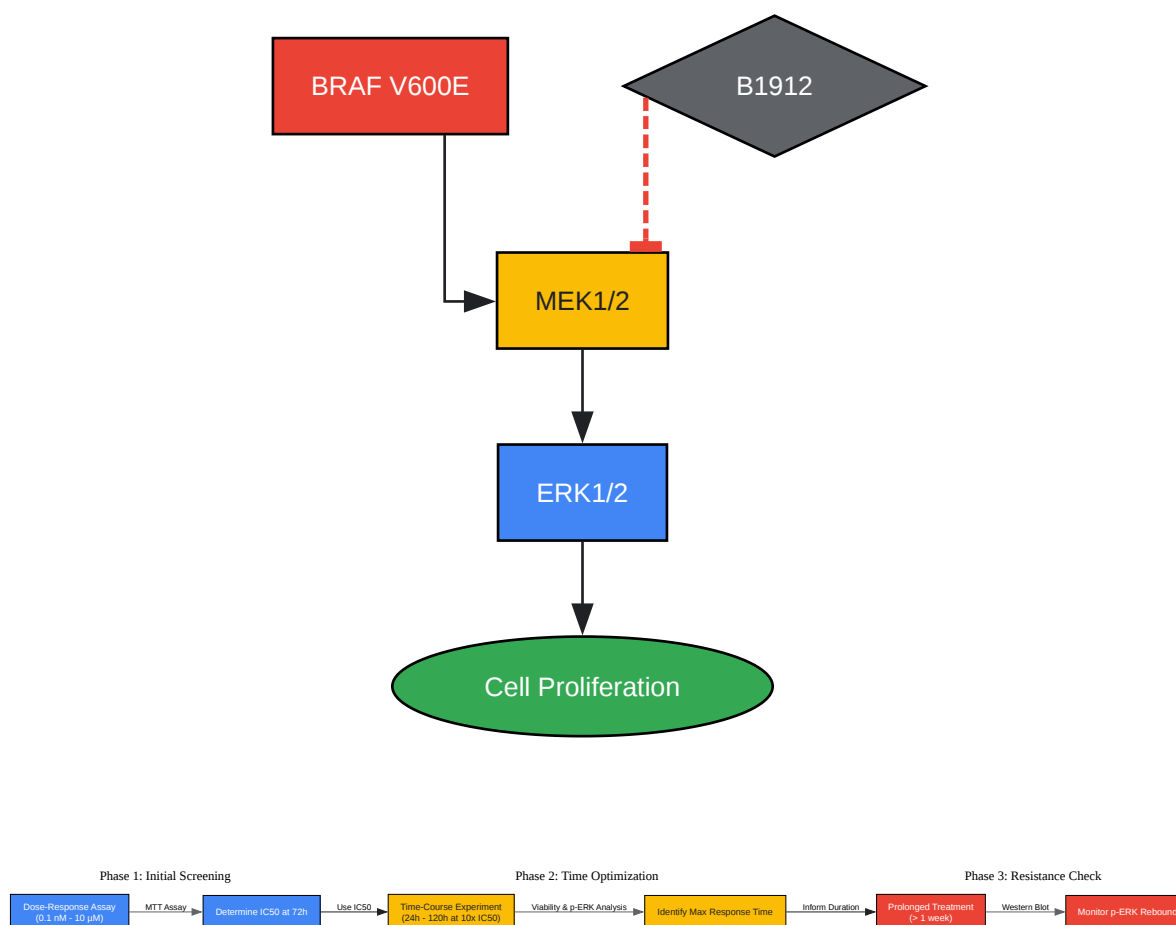 BRAF V600E
B1912
MEK1/2
ERK1/2
Cell Proliferation
Phase 1: Initial Screening
Phase 2: Time Optimization
Phase 3: Resistance Check
Dose-Response Assay
(0.1 nM - 10 µM)
MTT Assay
Determine IC50 at 72h
Use IC50
Time-Course Experiment
(24h - 120h at 10x IC50)
Viability & p-ERK Analysis
Identify Max Response Time
Inform Duration
Prolonged Treatment
(> 1 week)
Western Blot
Monitor p-ERK Rebound